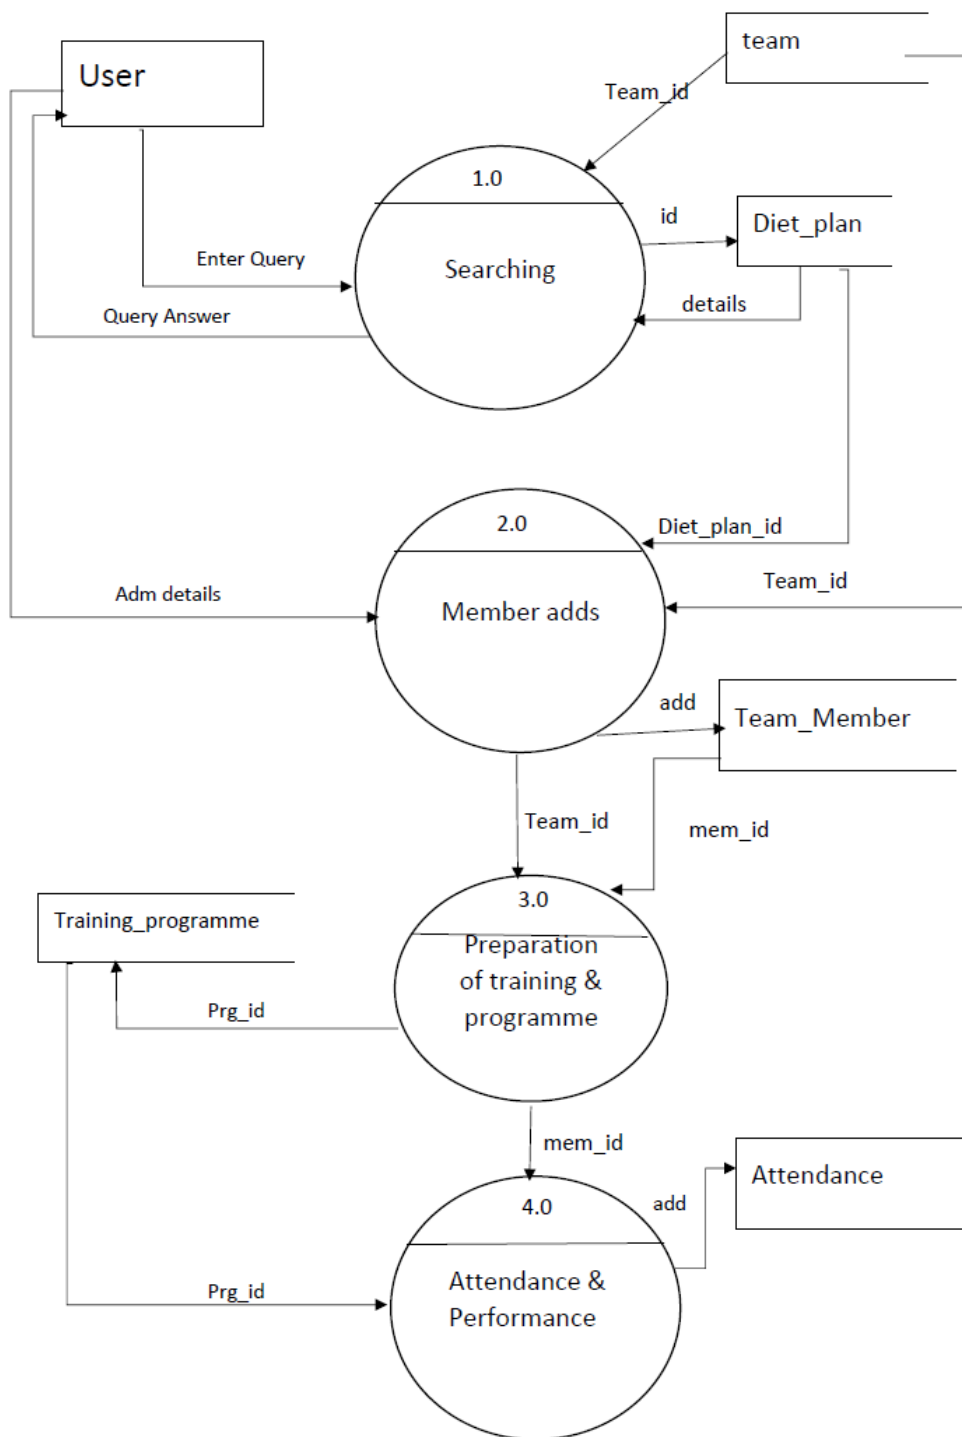 team
User
Team_id
1.0
id
Diet_plan
Enter Query
Searching
details
Query Answer
2.0
Diet_plan_id
Team_id
Adm details
Member adds
add
Team_Member
Team_id
mem_id
3.0
Training_programme
Preparation
of training &
programme
Prg_id
mem_id
4.0
add
Attendance
Prg_id
Attendance &
Performance